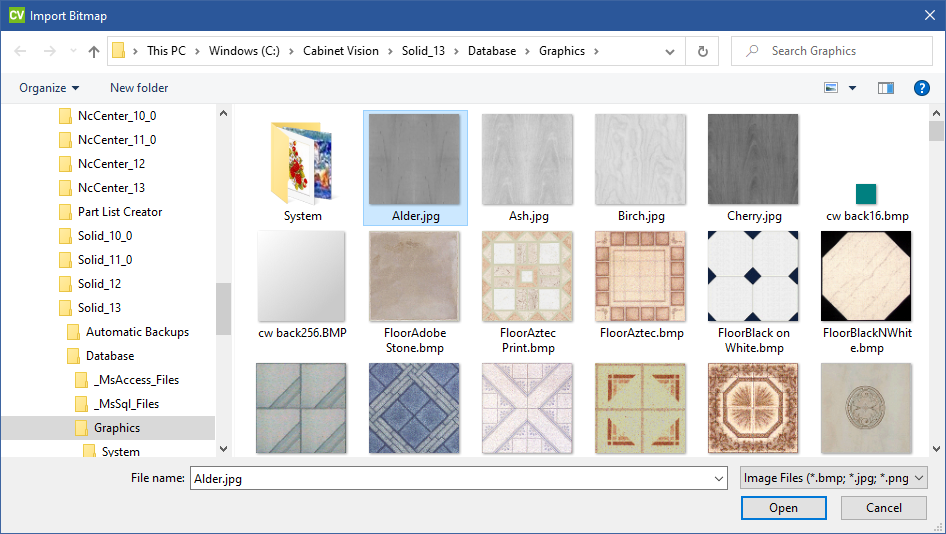 CV Import Bitmap
This PC > Windows (C:) > Cabinet Vision > Solid_13 > Database > Graphics >
Search Graphics
Organize
New folder
?
NcCenter_10_0
NcCenter_11_0
NcCenter_12
NcCenter_13
Part List Creator
Solid_10_0
Solid_11_0
Solid_12
Solid_13
Automatic Backups
Database
_MsAccess_Files
_MsSql_Files
Graphics
System
System
Alder.jpg
Ash.jpg
Birch.jpg
Cherry.jpg
cw back16.bmp
cw back256.BMP
FloorAdobe
Stone.bmp
FloorAztec
Print.bmp
FloorAztec.bmp
FloorBlack on
White.bmp
FloorBlackNWhit
e.bmp
File name: Alder.jpg
Image Files (*.bmp; *.jpg; *.png
Open
Cancel